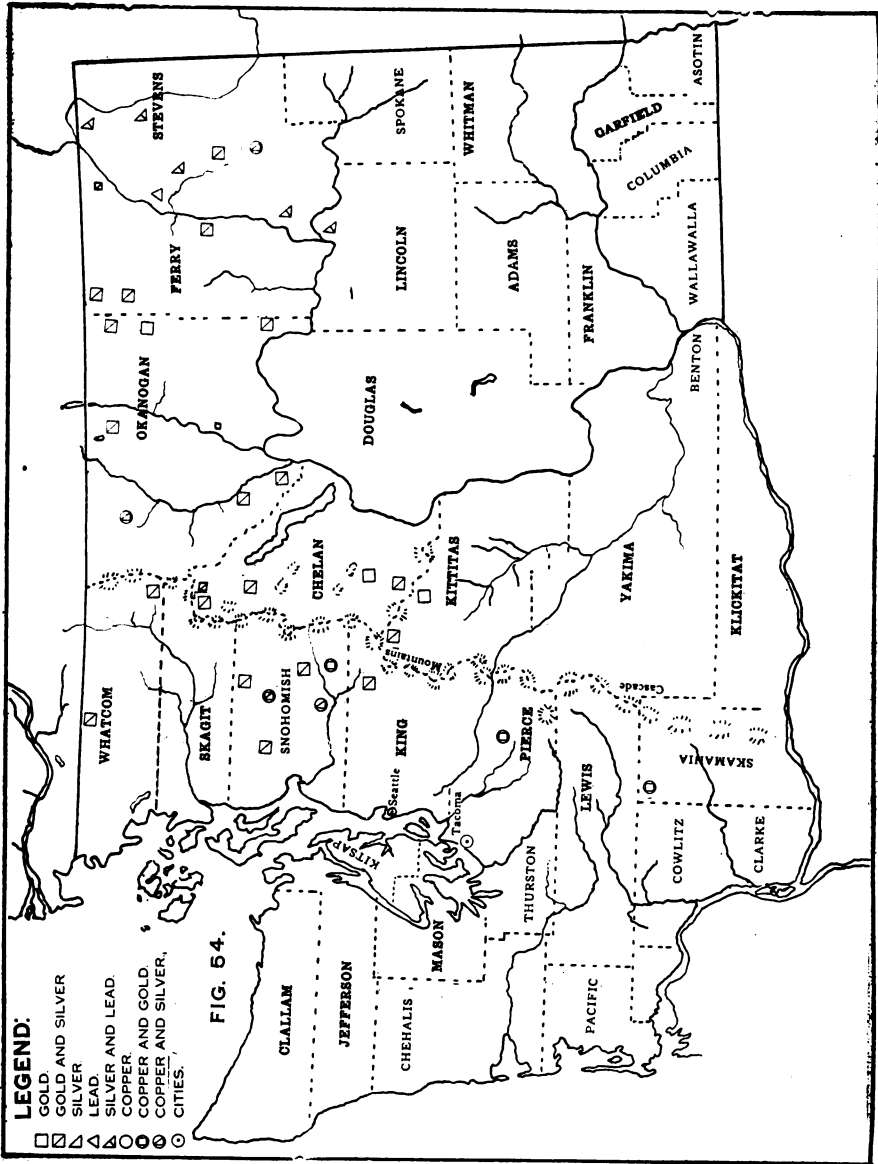 LEGEND:
GOLD.
GOLD AND SILVER
SILVER.
LEAD.
SILVER AND LEAD.
COPPER.
COPPER AND GOLD.
COPPER AND SILVER,
CITIES.
FIG. 54.
WHATCOM
OKANOGAN
FERRY
STEVENS
SKAGIT
SNOHOMISH
CHELAN
CLALLAM
JEFFERSON
KITSAP
KING
Seattle
DOUGLAS
LINCOLN
SPOKANE
CHEHALIS
MASON
Tacoma
Mountains
KITTITAS
ADAMS
WHITMAN
THURSTON
PIERCE
PACIFIC
LEWIS
Cascade
YAKIMA
FRANKLIN
GARFIELD
COLUMBIA
ASOTIN
COWLITZ
CLARKE
SKAMANIA
KLICKITAT
BENTON
WALLAWALLA